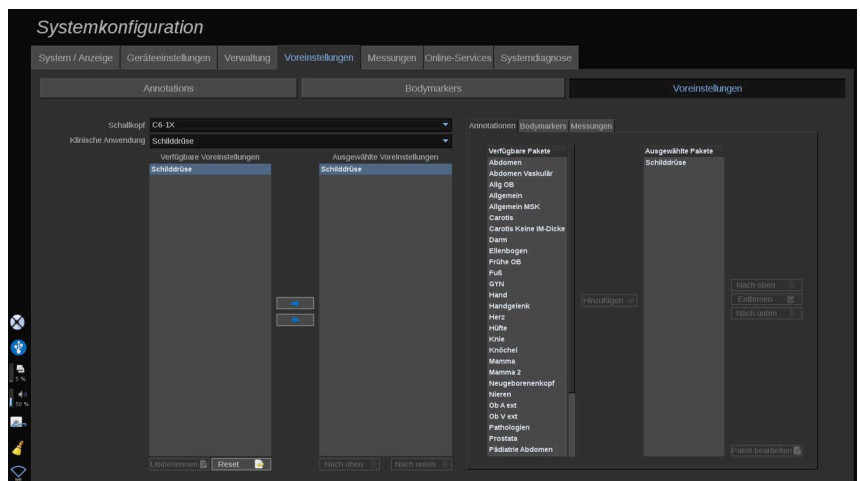 Systemkonfiguration
System / Anzeige Geräteeinstellungen Verwaltung Voreinstellungen Messungen Online-Services Systemdiagnose
Annotations Bodymarkers Voreinstellungen
Schallkopf C6-1X
Klinische Anwendung Schilddrüse
Verfügbare Voreinstellungen Ausgewählte Voreinstellungen
Schilddrüse Schilddrüse
Umbenennen Reset Nach oben Nach unten
Annotationen Bodymarkers Messungen
Verfügbare Pakete
Abdomen
Abdomen Vaskulär
Allg OB
Allgemein
Allgemein MSK
Carotis
Carotis Keine IM-Dicke
Darm
Ellenbogen
Frühe OB
Fuß
GYN
Hand
Handgelenk
Herz
Hüfte
Knie
Knöchel
Mamma
Mamma 2
Neugeborenenkopf
Nieren
Ob A ext
Ob V ext
Pathologien
Prostata
Pädiatrie Abdomen
Hinzufügen
Ausgewählte Pakete
Schilddrüse
Nach oben
Entfernen
Nach unten
Paket bearbeiten
5 %
50 %